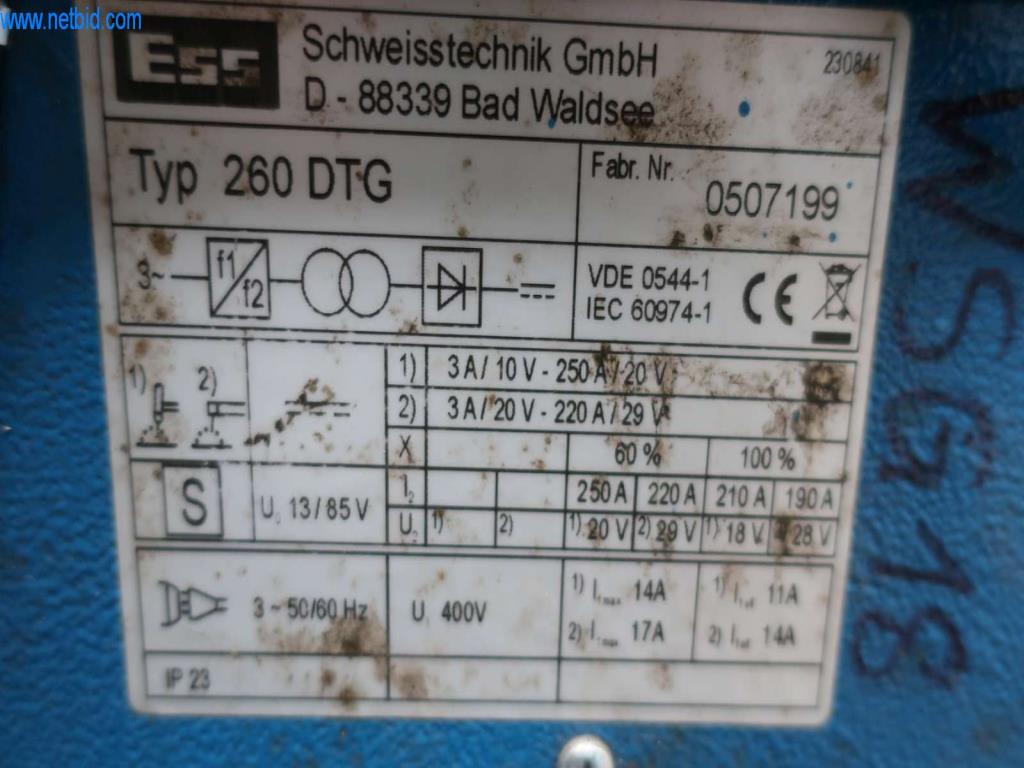 www.netbid.com
ESS Schweisstechnik GmbH 230841
D - 88339 Bad Waldsee
Typ 260 DTG
Fabr. Nr. 0507199
3~ f1 f2
VDE 0544-1
IEC 60974-1
CE
1) 2)
1) 3 A / 10 V - 250 A / 20 V
2) 3 A / 20 V - 220 A / 29 V
X 60 % 100 %
S
U₀ 13 / 85 V
I₂ 250 A 220 A 210 A 190 A
U₂ 1) 2) 1) 20 V 2) 29 V 1) 18 V 2) 28 V
3 ~ 50/60 Hz
U₁ 400V
1) I₁max 14A 1) I₁eff 11A
2) I₁max 17A 2) I₁eff 14A
IP 23
WSG18